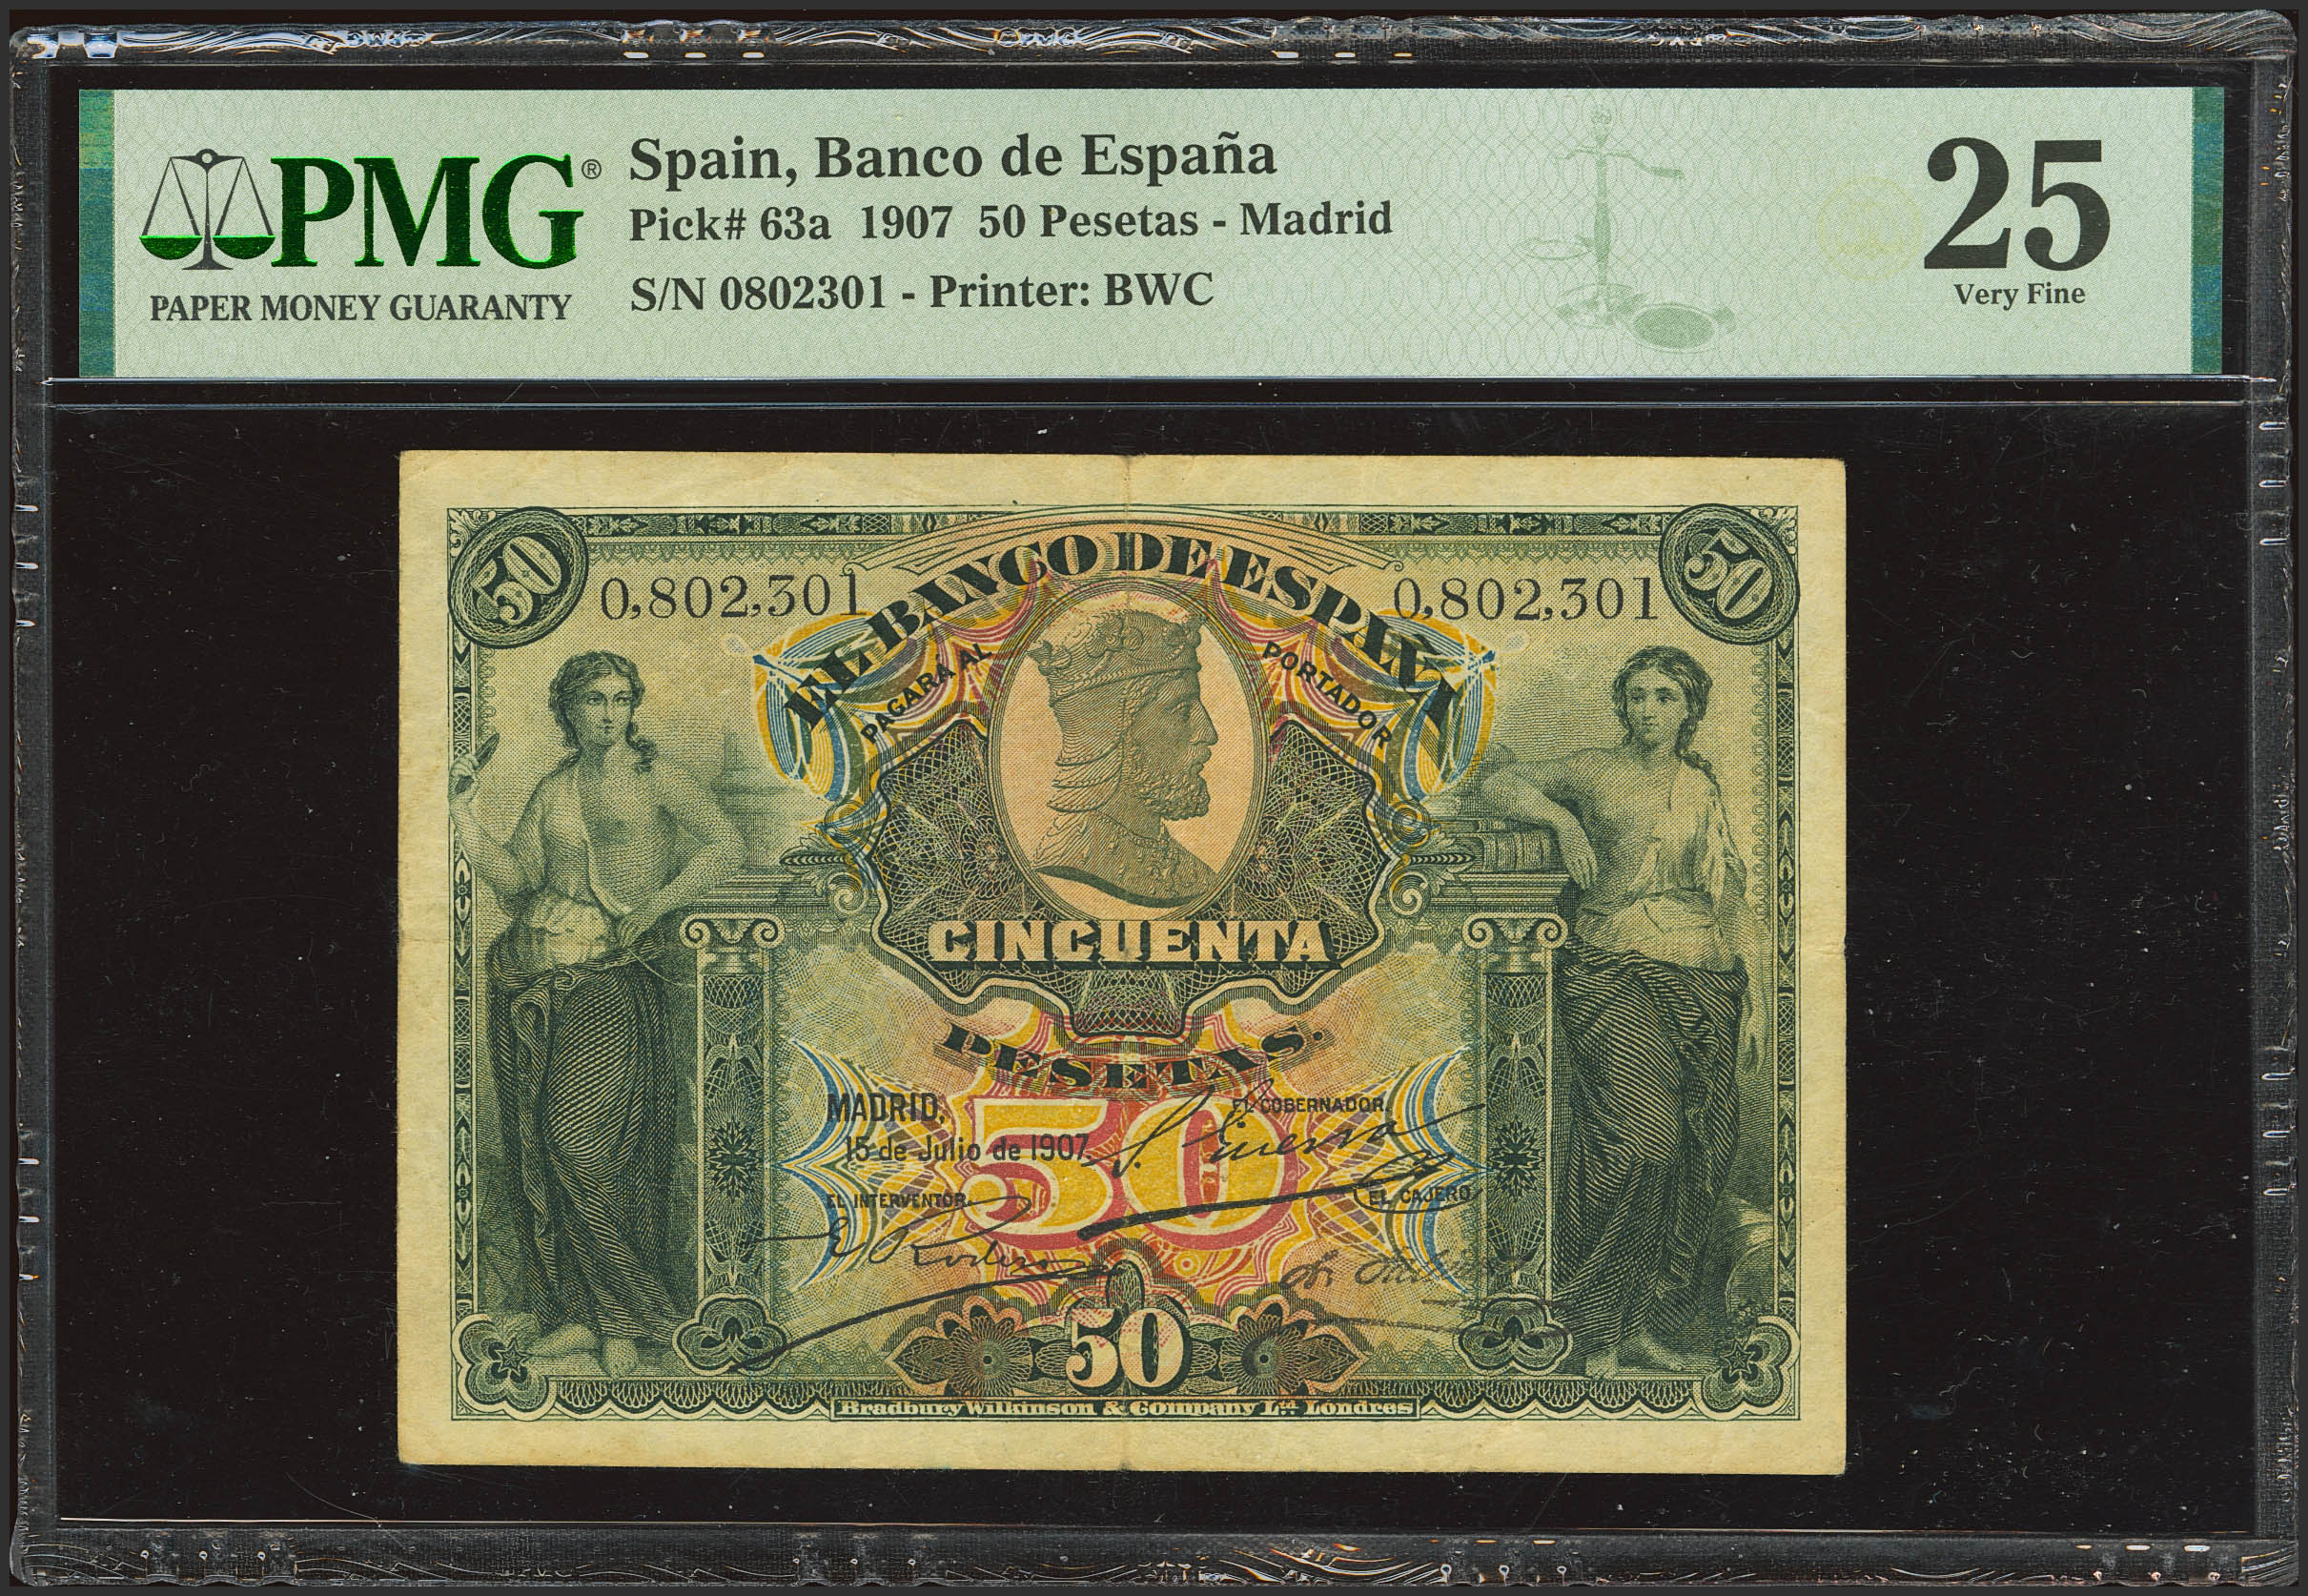 PMG®
PAPER MONEY GUARANTY
Spain, Banco de España
Pick# 63a 1907 50 Pesetas - Madrid
S/N 0802301 - Printer: BWC
25
Very Fine
50
50
0,802,301
0,802,301
EL BANCO DE ESPAÑA
PAGARÁ AL
PORTADOR
CINCUENTA
PESETAS.
50
MADRID,
15 de Julio de 1907
EL GOBERNADOR.
EL INTERVENTOR
EL CAJERO
50
Bradbury Wilkinson & Company Ld. Londres